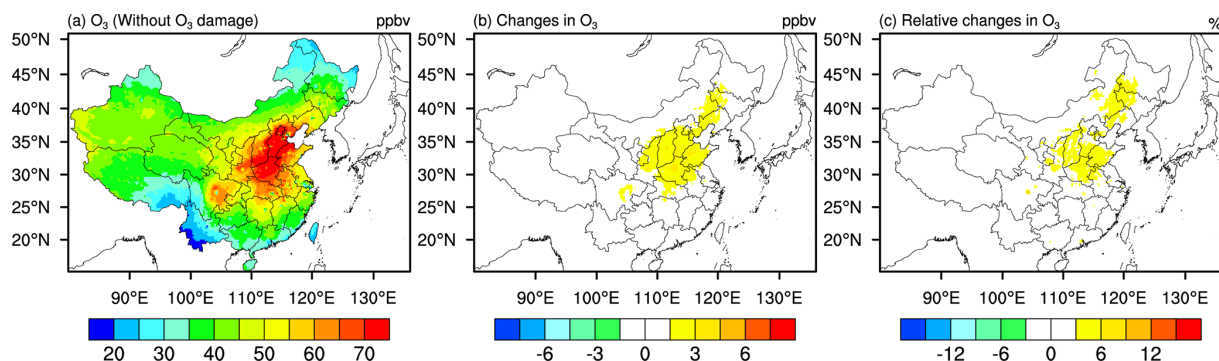 (a) O₃ (Without O₃ damage) ppbv
50°N
45°N
40°N
35°N
30°N
25°N
20°N
90°E 100°E 110°E 120°E 130°E
20 30 40 50 60 70
(b) Changes in O₃ ppbv
50°N
45°N
40°N
35°N
30°N
25°N
20°N
90°E 100°E 110°E 120°E 130°E
-6 -3 0 3 6
(c) Relative changes in O₃ %
50°N
45°N
40°N
35°N
30°N
25°N
20°N
90°E 100°E 110°E 120°E 130°E
-12 -6 0 6 12